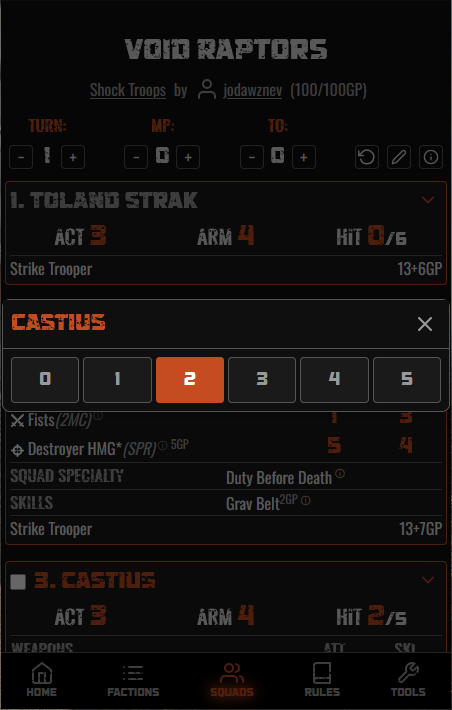 VOID RAPTORS
Shock Troops by jodawznev (100/100GP)
TURN: MP: TO:
- 1 + - 0 + - 0 +
1. TOLAND STRAK
ACT 3 ARM 4 HIT 0/6
Strike Trooper 13+6GP
CASTIUS
0 1 2 3 4 5
Fists(2MC) 1 3
Destroyer HMG*(SPR) 5GP 5 4
SQUAD SPECIALTY Duty Before Death
SKILLS Grav Belt2GP
Strike Trooper 13+7GP
3. CASTIUS
ACT 3 ARM 4 HIT 2/5
WEAPONS ATT SKL
HOME FACTIONS SQUADS RULES TOOLS